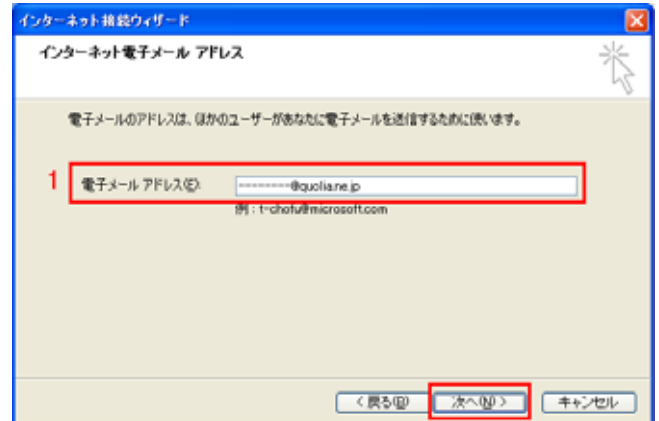 インターネット接続ウィザード
インターネット電子メール アドレス
電子メールのアドレスは、ほかのユーザーがあなたに電子メールを送信するために使います。
1 電子メール アドレス(E): --------@quolia.ne.jp
例 : t-chofu@microsoft.com
< 戻る(B) 次へ(N) > キャンセル